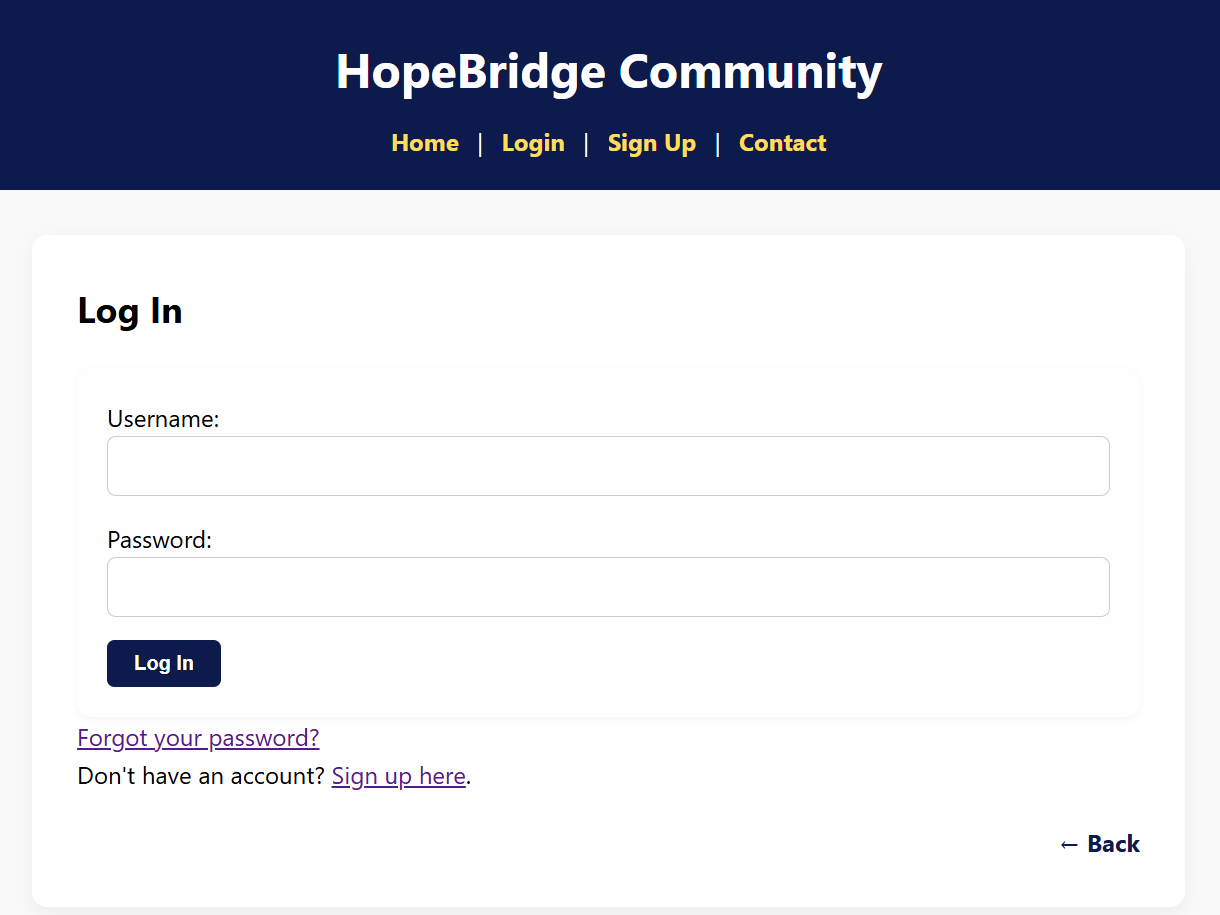 HopeBridge Community
Home | Login | Sign Up | Contact
Log In
Username:
Password:
Log In
Forgot your password?
Don't have an account? Sign up here.
← Back